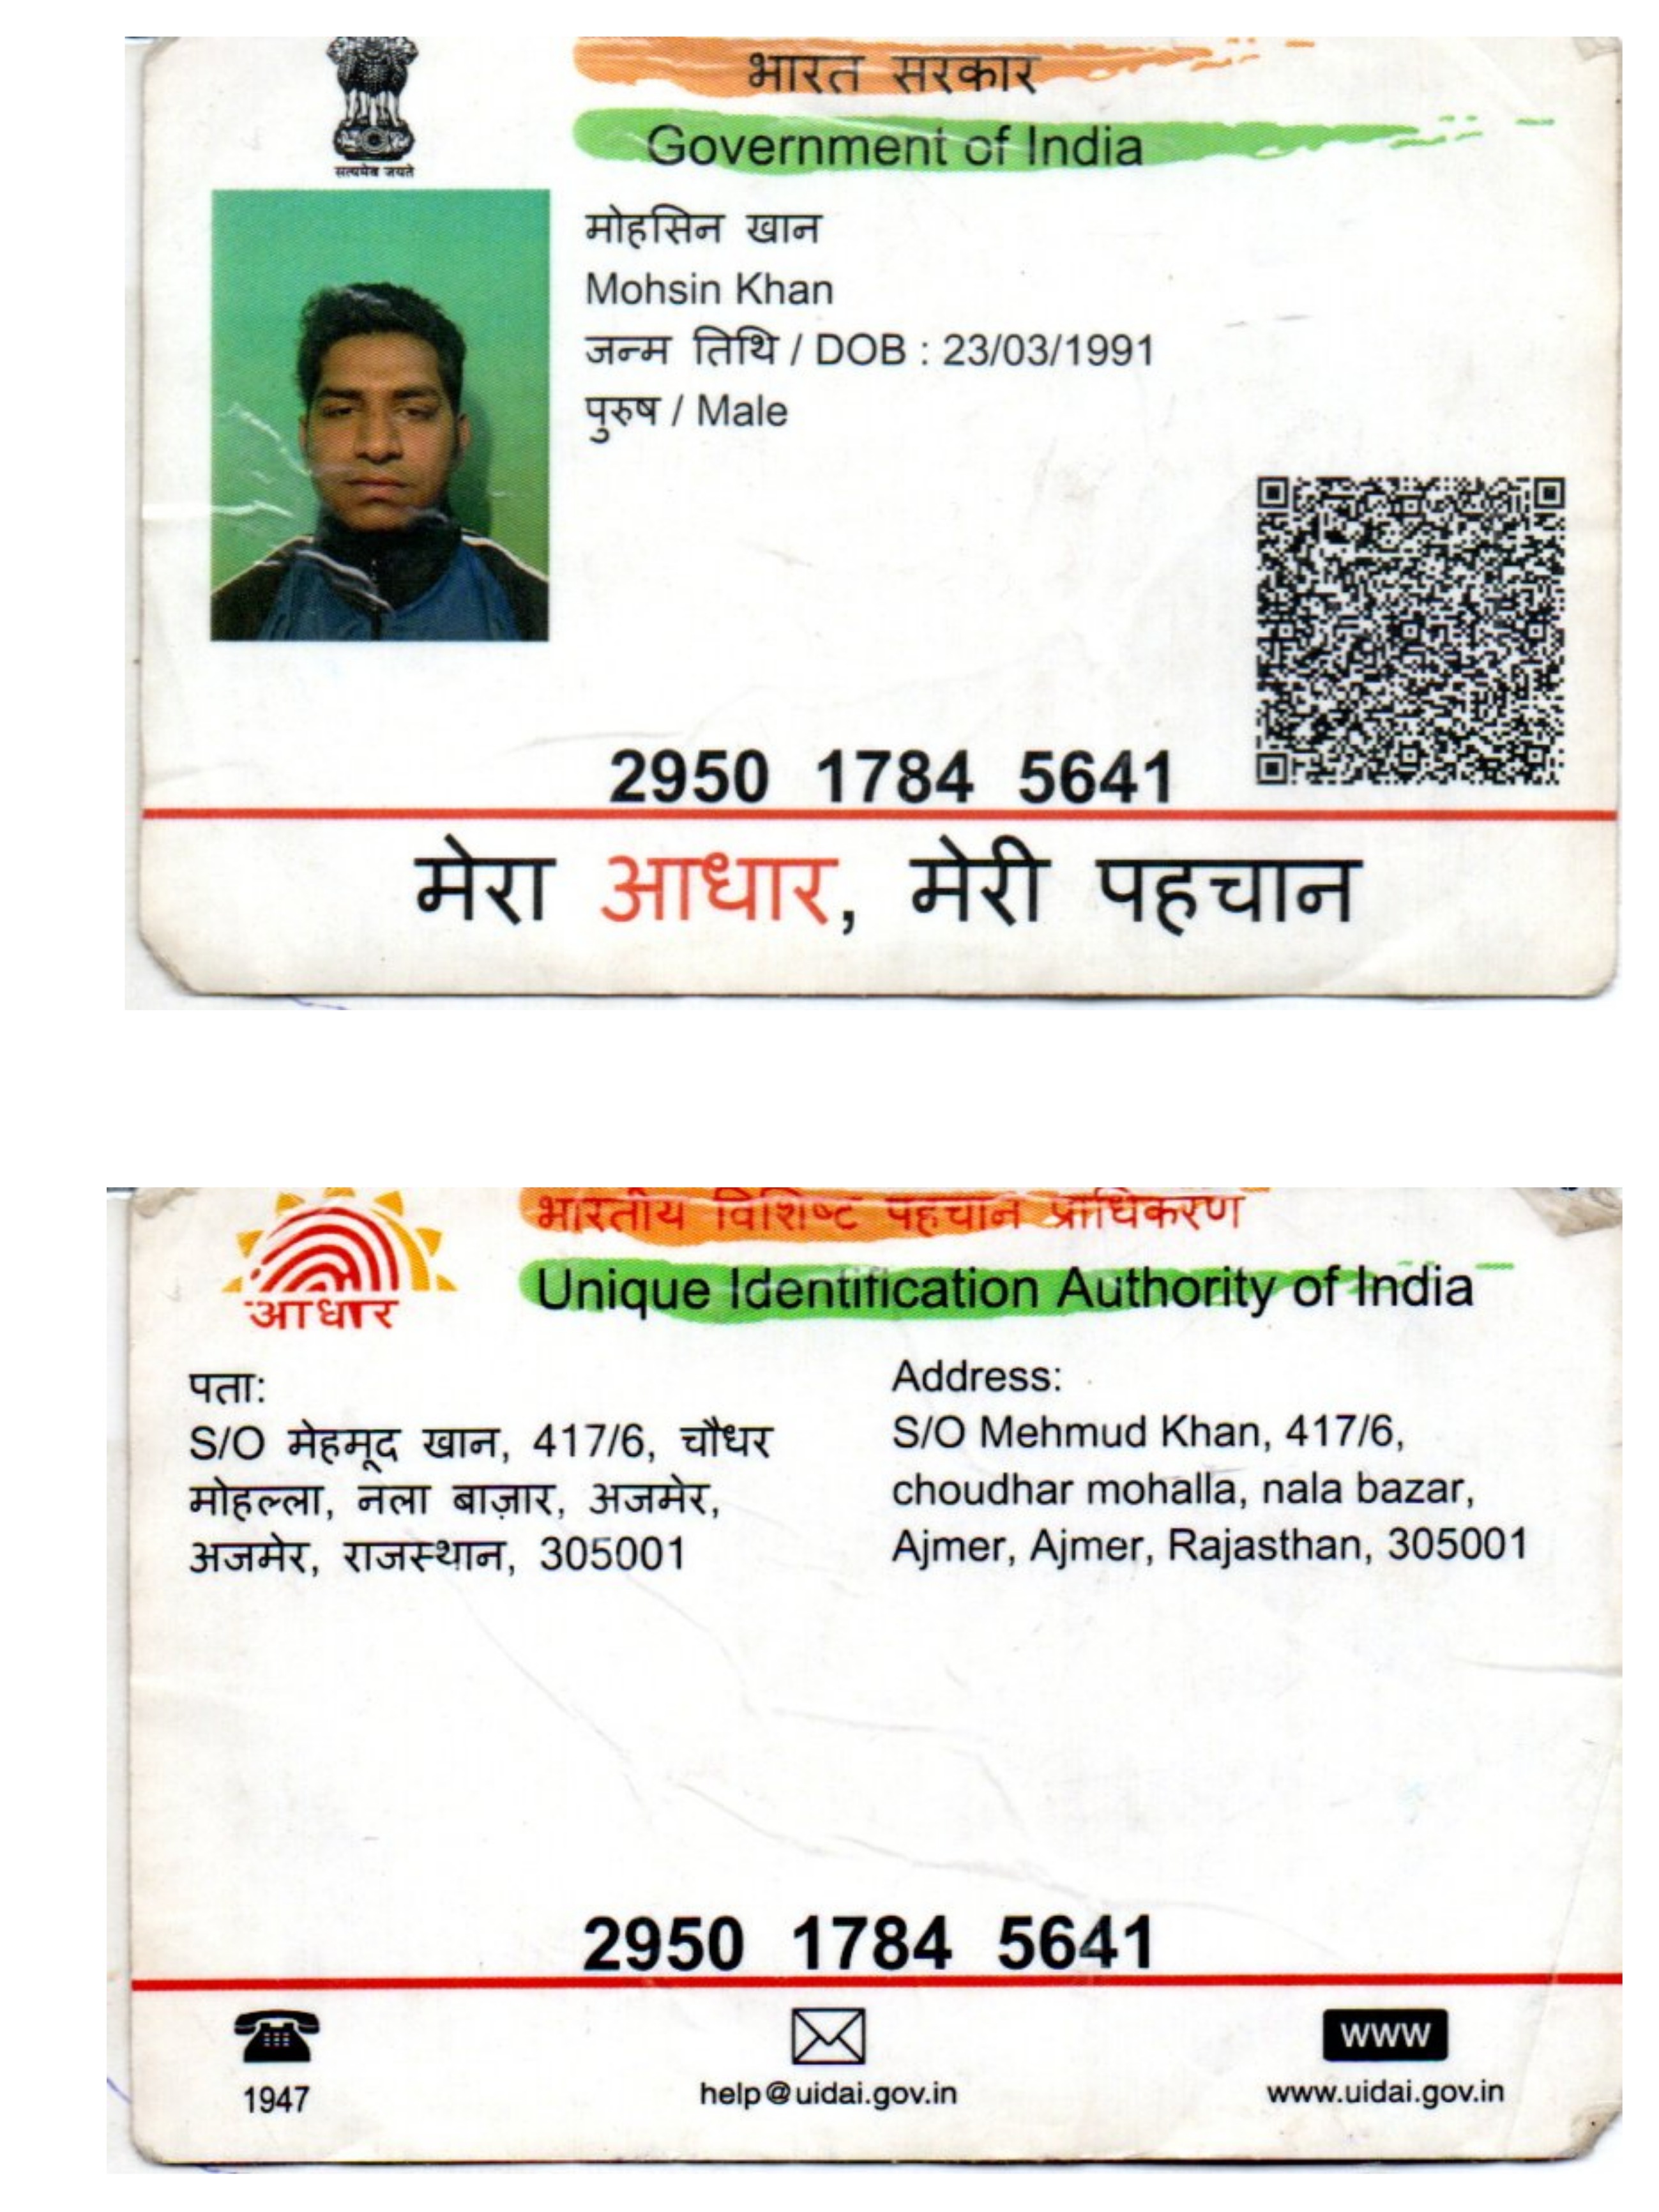 सत्यमेव जयते
भारत सरकार
Government of India
मोहसिन खान
Mohsin Khan
जन्म तिथि / DOB : 23/03/1991
पुरुष / Male
2950 1784 5641
मेरा आधार, मेरी पहचान
आधार
भारतीय विशिष्ट पहचान प्राधिकरण
Unique Identification Authority of India
पता:
S/O मेहमूद खान, 417/6, चौधर
मोहल्ला, नला बाज़ार, अजमेर,
अजमेर, राजस्थान, 305001
Address:
S/O Mehmud Khan, 417/6,
choudhar mohalla, nala bazar,
Ajmer, Ajmer, Rajasthan, 305001
2950 1784 5641
1947
help@uidai.gov.in
www
www.uidai.gov.in